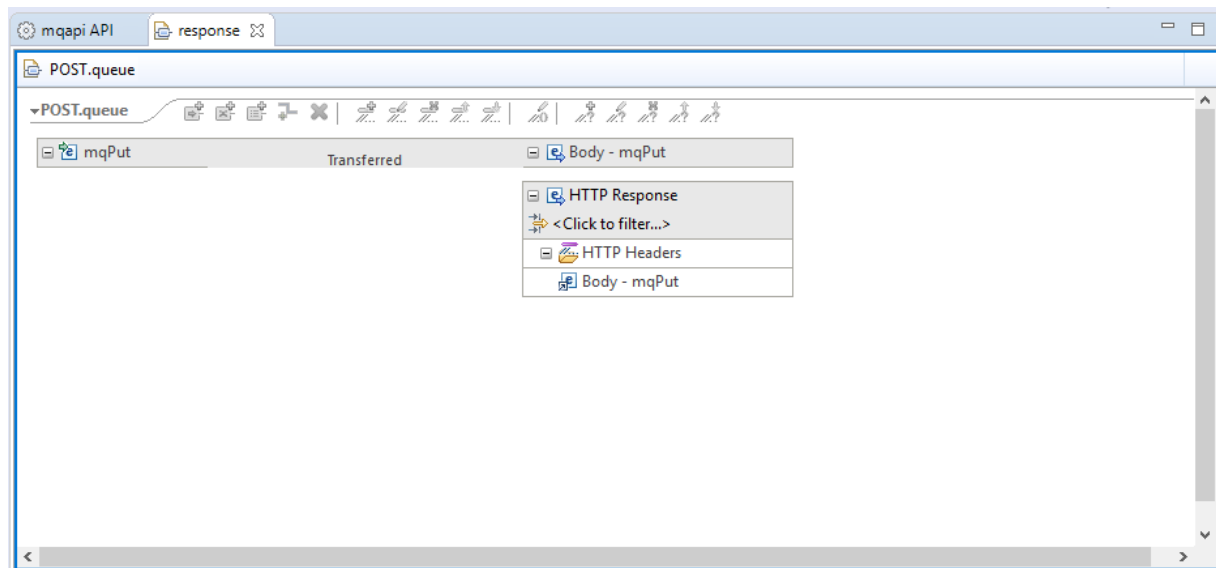 mqapi API
response
POST.queue
POST.queue
mqPut
Transferred
Body - mqPut
HTTP Response
<Click to filter...>
HTTP Headers
Body - mqPut